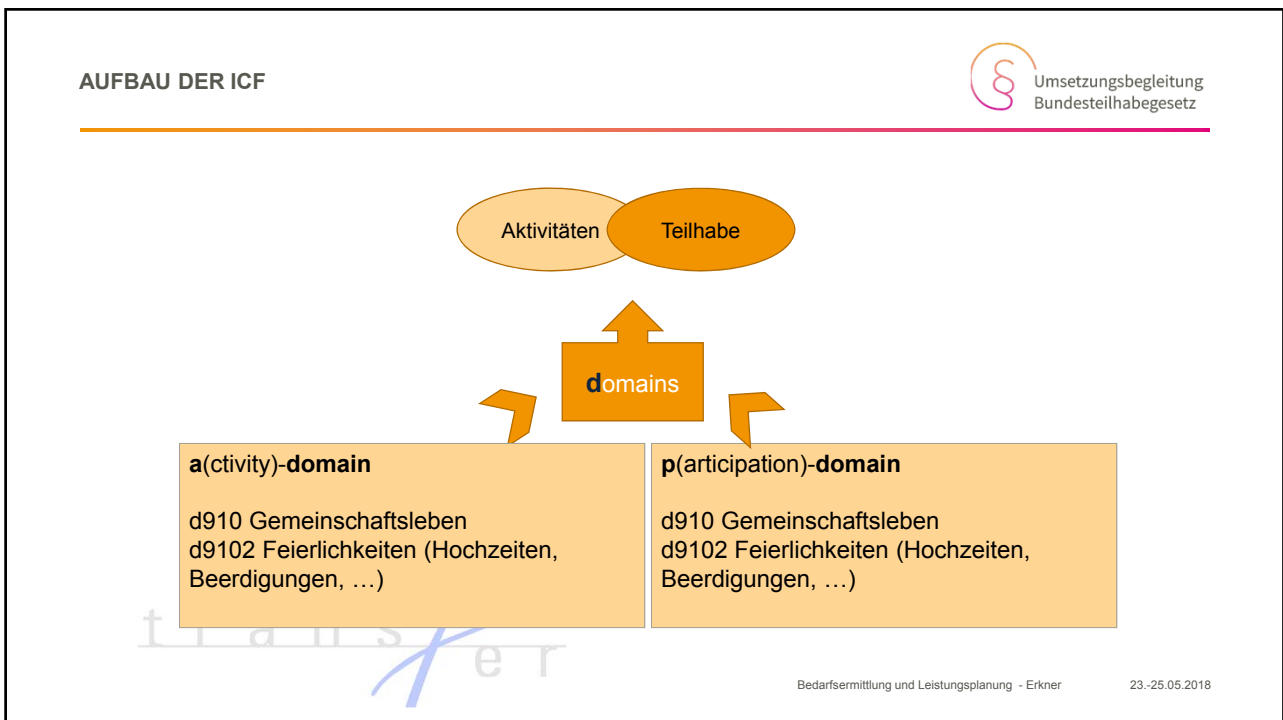 AUFBAU DER ICF
Umsetzungsbegleitung
Bundesteilhabegesetz
Aktivitäten
Teilhabe
domains
a(ctivity)-domain
d910 Gemeinschaftsleben
d9102 Feierlichkeiten (Hochzeiten,
Beerdigungen, …)
p(articipation)-domain
d910 Gemeinschaftsleben
d9102 Feierlichkeiten (Hochzeiten,
Beerdigungen, …)
transfer
Bedarfsermittlung und Leistungsplanung - Erkner
23.-25.05.2018